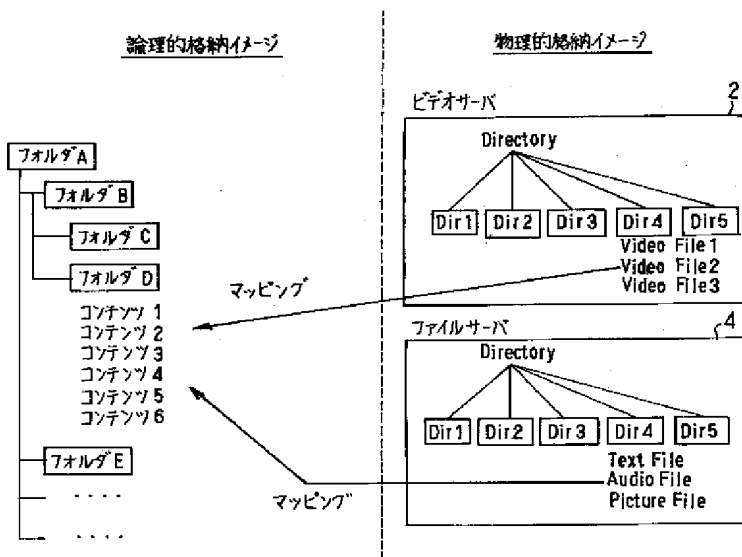 論理的格納イメージ
フォルダA
フォルダB
フォルダC
フォルダD
コンテンツ1
コンテンツ2
コンテンツ3
コンテンツ4
コンテンツ5
コンテンツ6
フォルダE
・・・・
・・・・
マッピング
マッピング
物理的格納イメージ
ビデオサーバ
2
Directory
Dir1 Dir2 Dir3 Dir4 Dir5
Video File1
Video File2
Video File3
ファイルサーバ
4
Directory
Dir1 Dir2 Dir3 Dir4 Dir5
Text File
Audio File
Picture File